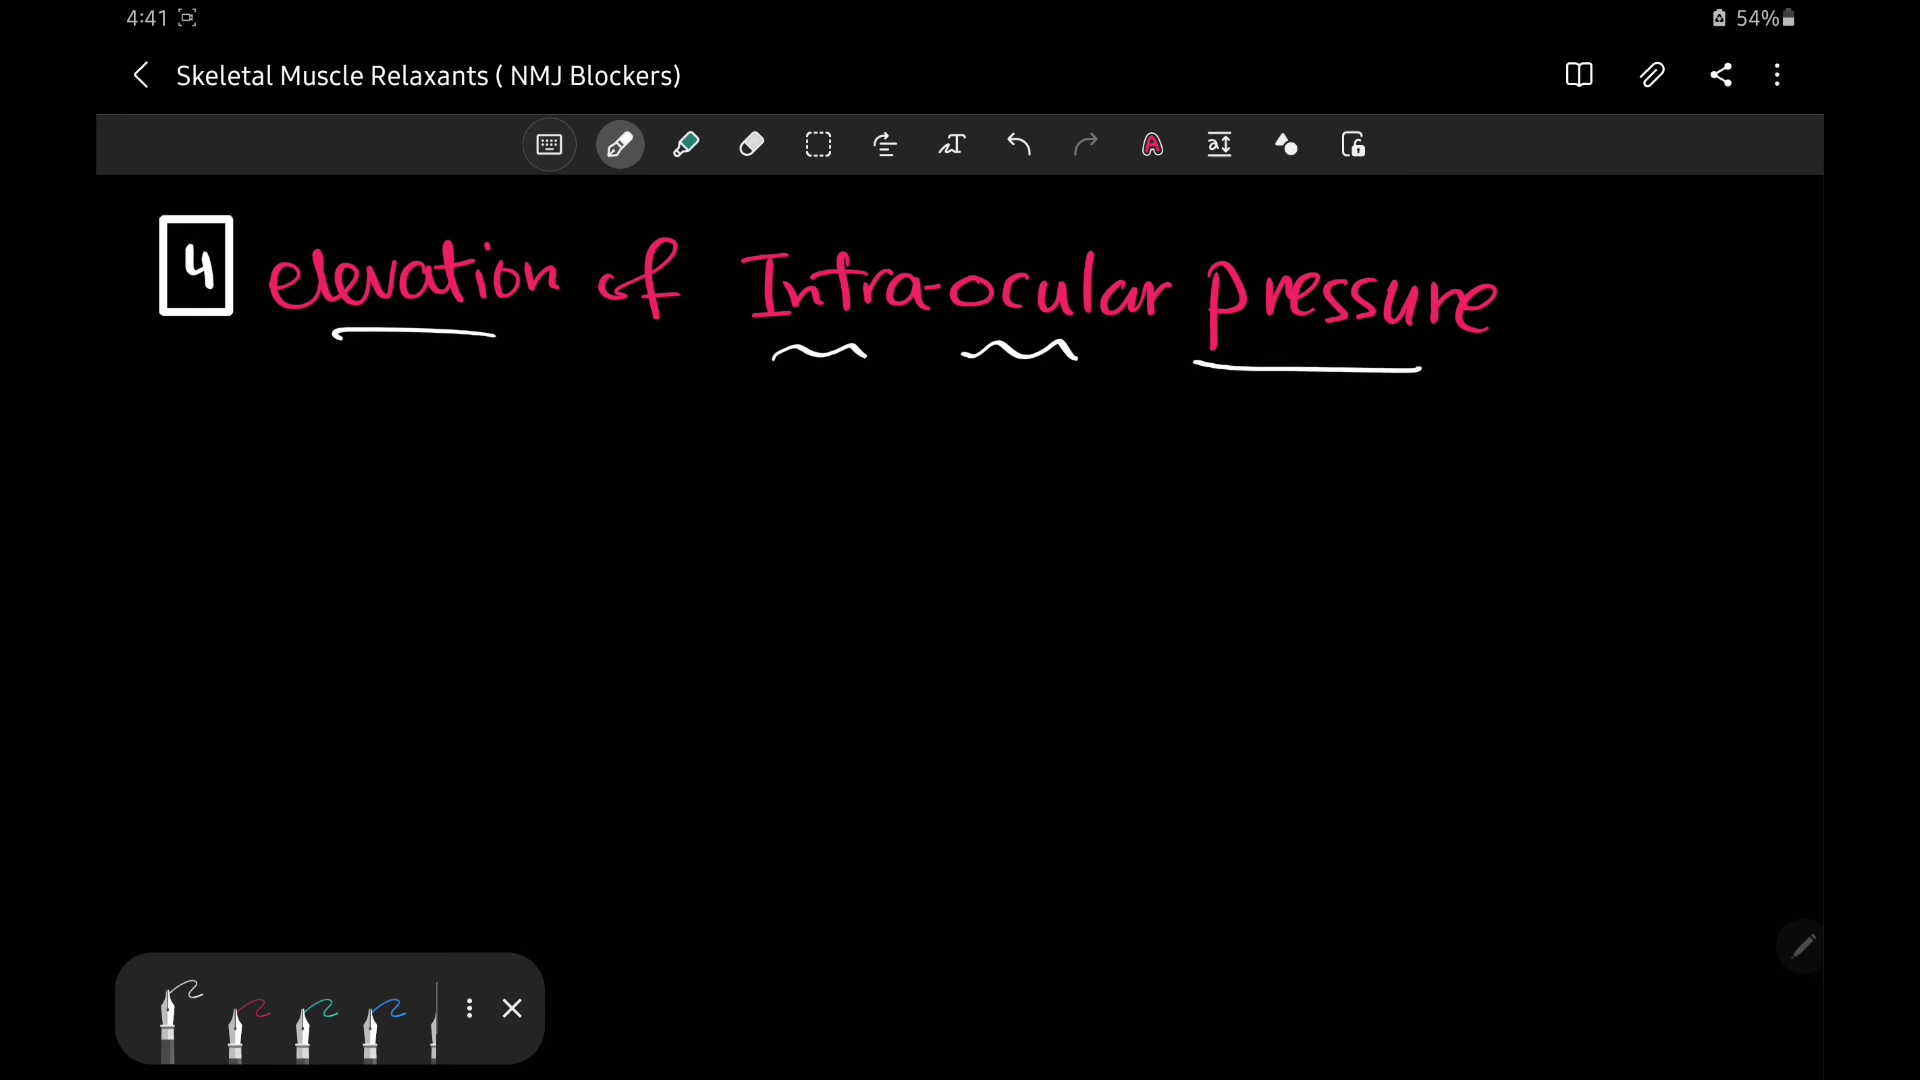 4:41 54%
Skeletal Muscle Relaxants ( NMJ Blockers)
4 elevation of Intra-ocular pressure